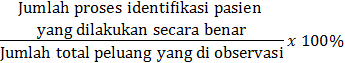 Jumlah proses identifikasi pasien
yang dilakukan secara benar
Jumlah total peluang yang di observasi
x 100%